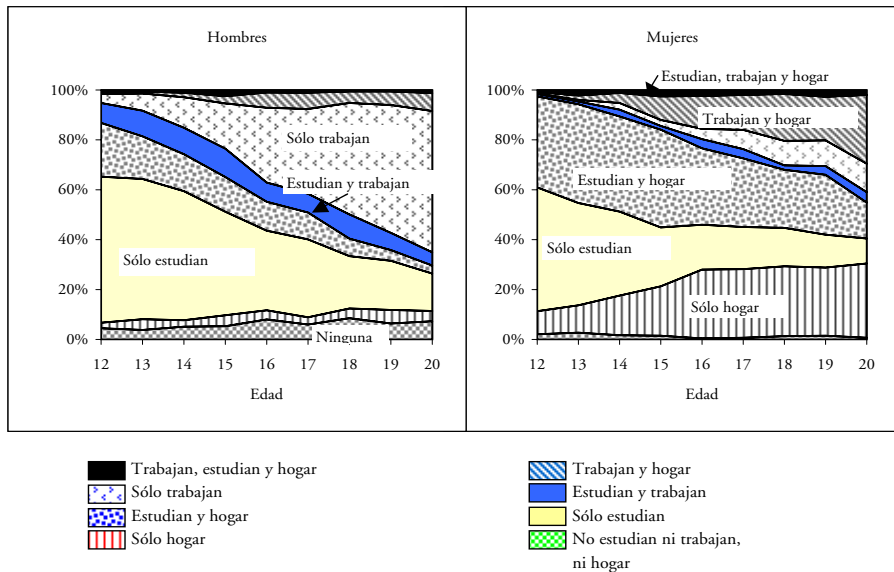 Hombres
100%
80%
60%
40%
20%
0%
Sólo trabajan
Estudian y trabajan
Sólo estudian
Ninguna
12 13 14 15 16 17 18 19 20
Edad
Mujeres
Estudian, trabajan y hogar
100%
80%
60%
40%
20%
0%
Trabajan y hogar
Estudian y hogar
Sólo estudian
Sólo hogar
12 13 14 15 16 17 18 19 20
Edad
Trabajan, estudian y hogar
Sólo trabajan
Estudian y hogar
Sólo hogar
Trabajan y hogar
Estudian y trabajan
Sólo estudian
No estudian ni trabajan,
ni hogar